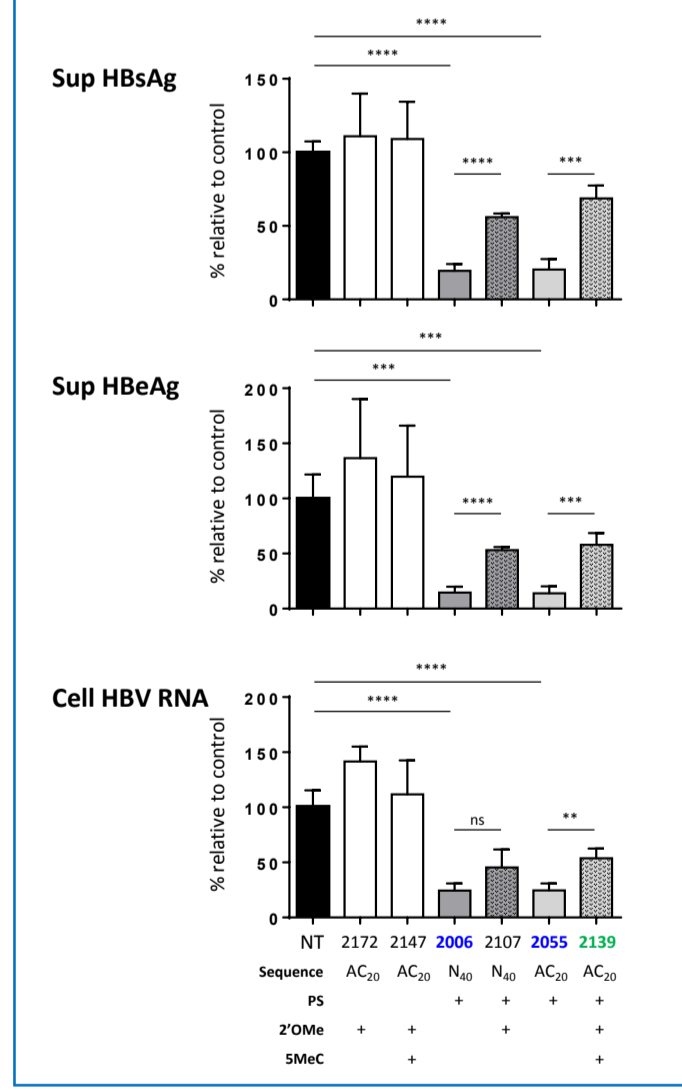 ****
****
Sup HBsAg
% relative to control
150
100
50
0
****
***
***
***
Sup HBeAg
% relative to control
200
150
100
50
0
****
***
****
****
Cell HBV RNA
% relative to control
200
150
100
50
0
ns
**
NT 2172 2147 2006 2107 2055 2139
Sequence AC20 AC20 N40 N40 AC20 AC20
PS + + + +
2'OMe + + + +
5MeC + +